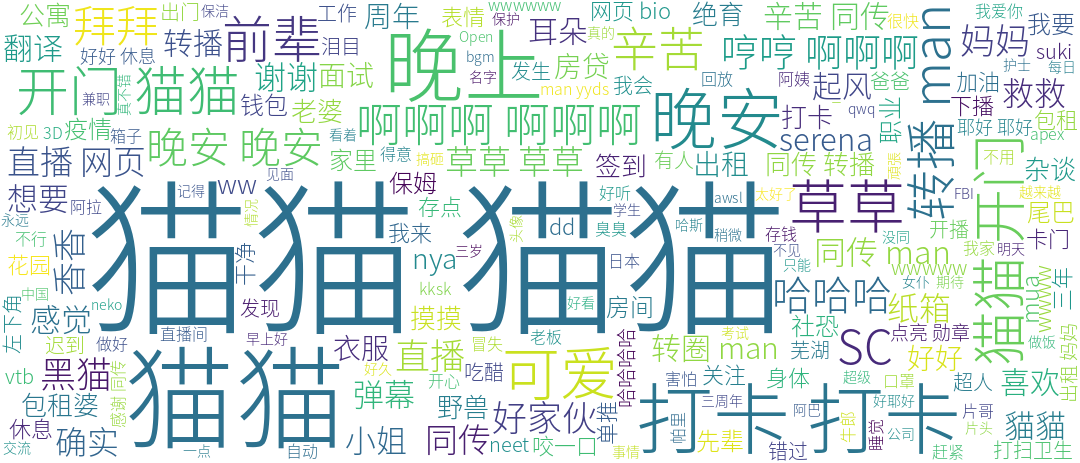 公寓
拜拜
出门
保洁
工作
周年
表情
wwwwww
保护
网页 bio
绝育
辛苦 同传
很快
我爱你
man
我要
翻译
好好 休息
转播
前辈
泪目
晚上
Open
bgm
名字
耳朵
真的
辛苦
哼哼 啊啊啊
妈妈
suki
护士
每日
开门 猫猫
兼职
真不错
谢谢
钱包
面试
老婆
发生
man yyds
房贷
我会
回放
阿姨
起风
爸爸
加油
下播
救救
包租
初见
3D
疫情
箱子
直播 网页
晚安 晚安
看着
家里
得意
啊啊啊 啊啊啊
搞砸
草草 草草
签到
晚安
有人
出租
打卡
serena
qwq
同传 转播
转播
耶好 耶好
apex
开门
不用
杂谈
想要
ww
记得
见面
保姆
存点
好听
臭臭
awsl
学生
太好了
草草
FBI
越来越
尾巴
卡门
永远
阿拉
不行
香香
干净
情况
我来
三岁
nya
kksk
头像
dd
哈斯
日本
稍微
存钱
不见
只能
同传 man
没同
开播
我家
明天
猫猫
猫猫
花园
中国
neko
感觉
发现
摸摸
好看
房间
哈哈哈
wwwww
女仆
期待
纸箱
猫猫
mua
wwww
三年
左下角
迟到
做好
直播间
早上好
衣服
直播
冒失
老板
可爱
哈哈哈哈
转圈 man
考试
社恐
芜湖
SC
点亮 勋章
好好
做饭
出租 妈妈
vtb
黑猫
感谢 同传
猫猫
好久
开心
弹幕
吃醋
野兽
害怕
关注
身体
超级
口罩
超人
喜欢
包租婆
休息
交流
确实
一点
自动
小姐
同传
好家伙
neet
咬一口
单推
事情
帕里
三周年
先辈
打卡 打卡
阿巴
错过
牛郎
好耶好
睡觉
公司
片哥
片头
赶紧
貓貓
打扫卫生